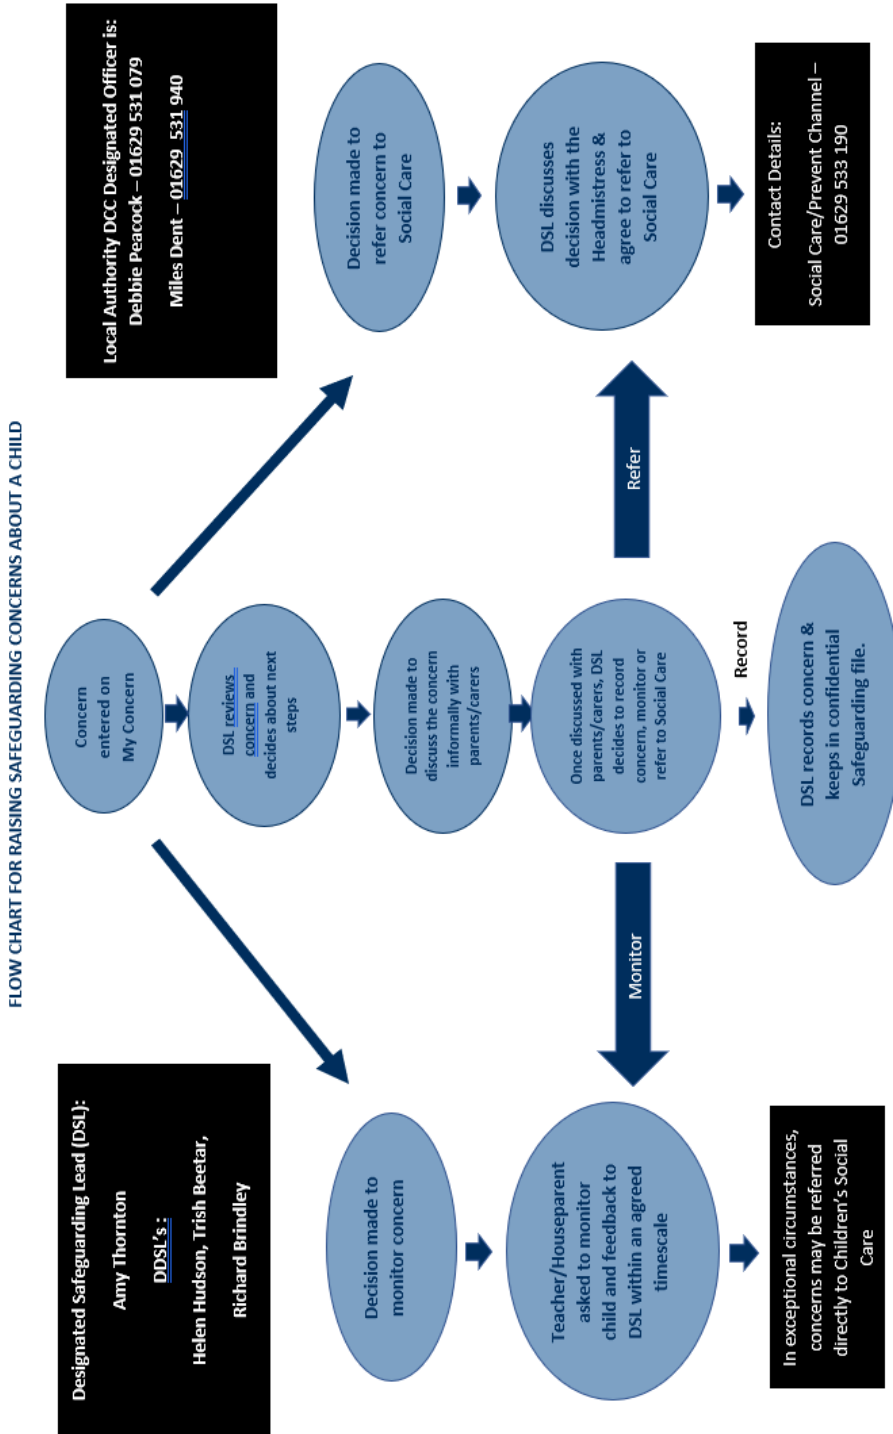 FLOW CHART FOR RAISING SAFEGUARDING CONCERNS ABOUT A CHILD
Designated Safeguarding Lead (DSL):
Amy Thornton
DDSL's :
Helen Hudson, Trish Beetar,
Richard Brindley
Concern
entered on
My Concern
Local Authority DCC Designated Officer is:
Debbie Peacock – 01629 531 079
Miles Dent – 01629 531 940
DSL reviews
concern and
decides about next
steps
Decision made to
monitor concern
Decision made to
discuss the concern
informally with
parents/carers
Decision made to
refer concern to
Social Care
Teacher/Houseparent
asked to monitor
child and feedback to
DSL within an agreed
timescale
Monitor
Once discussed with
parents/carers, DSL
decides to record
concern, monitor or
refer to Social Care
Refer
DSL discusses
decision with the
Headmistress &
agree to refer to
Social Care
Record
In exceptional circumstances,
concerns may be referred
directly to Children's Social
Care
DSL records concern &
keeps in confidential
Safeguarding file.
Contact Details:
Social Care/Prevent Channel –
01629 533 190